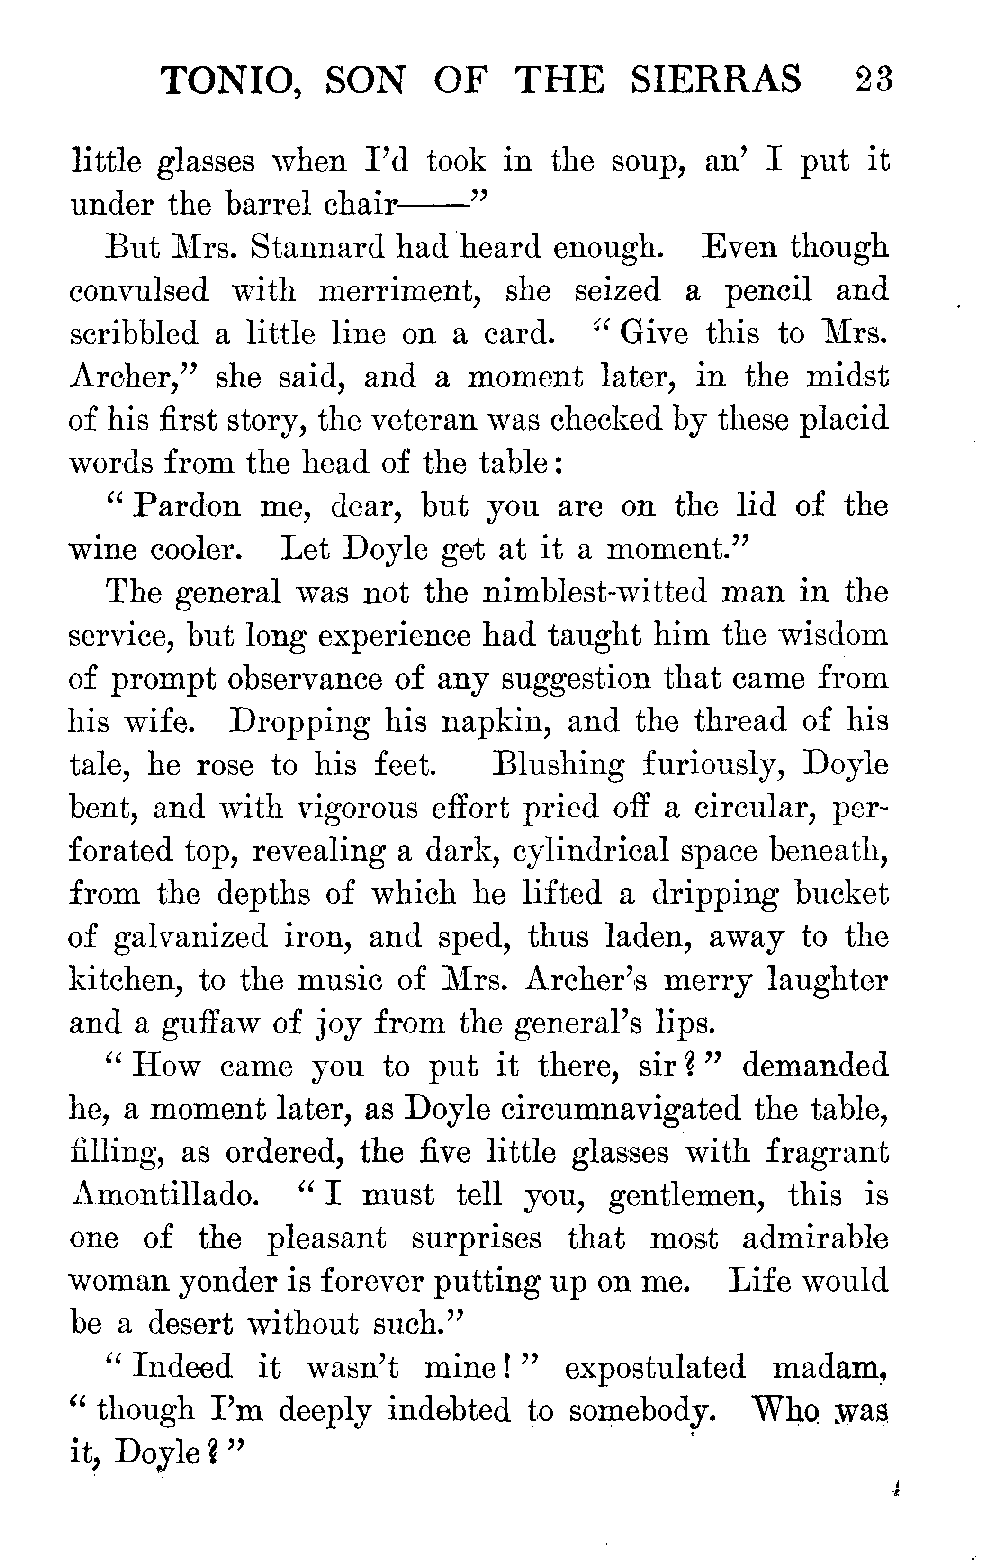 TONIO, SON OF THE SIERRAS 23
little glasses when I'd took in the soup, an' I put it
under the barrel chair——"
But Mrs. Stannard had heard enough. Even though
convulsed with merriment, she seized a pencil and
scribbled a little line on a card. "Give this to Mrs.
Archer," she said, and a moment later, in the midst
of his first story, the veteran was checked by these placid
words from the head of the table:
"Pardon me, dear, but you are on the lid of the
wine cooler. Let Doyle get at it a moment."
The general was not the nimblest-witted man in the
service, but long experience had taught him the wisdom
of prompt observance of any suggestion that came from
his wife. Dropping his napkin, and the thread of his
tale, he rose to his feet. Blushing furiously, Doyle
bent, and with vigorous effort pried off a circular, per-
forated top, revealing a dark, cylindrical space beneath,
from the depths of which he lifted a dripping bucket
of galvanized iron, and sped, thus laden, away to the
kitchen, to the music of Mrs. Archer's merry laughter
and a guffaw of joy from the general's lips.
"How came you to put it there, sir?" demanded
he, a moment later, as Doyle circumnavigated the table,
filling, as ordered, the five little glasses with fragrant
Amontillado. "I must tell you, gentlemen, this is
one of the pleasant surprises that most admirable
woman yonder is forever putting up on me. Life would
be a desert without such."
"Indeed it wasn't mine!" expostulated madam,
"though I'm deeply indebted to somebody. Who was
it, Doyle?"